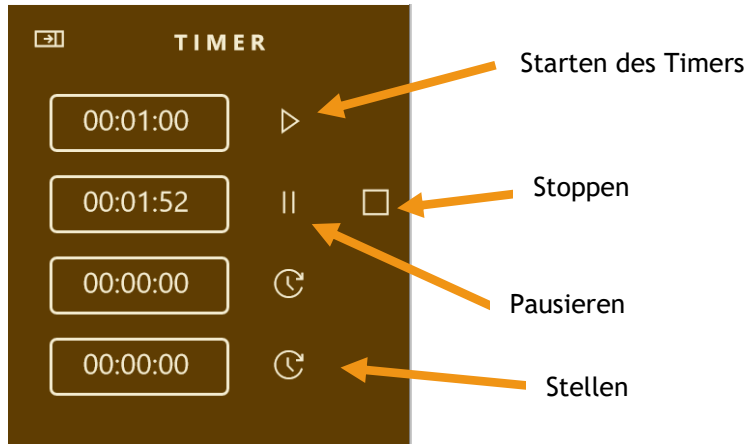 TIMER
Starten des Timers
00:01:00
Stoppen
00:01:52
Pausieren
00:00:00
00:00:00
Stellen